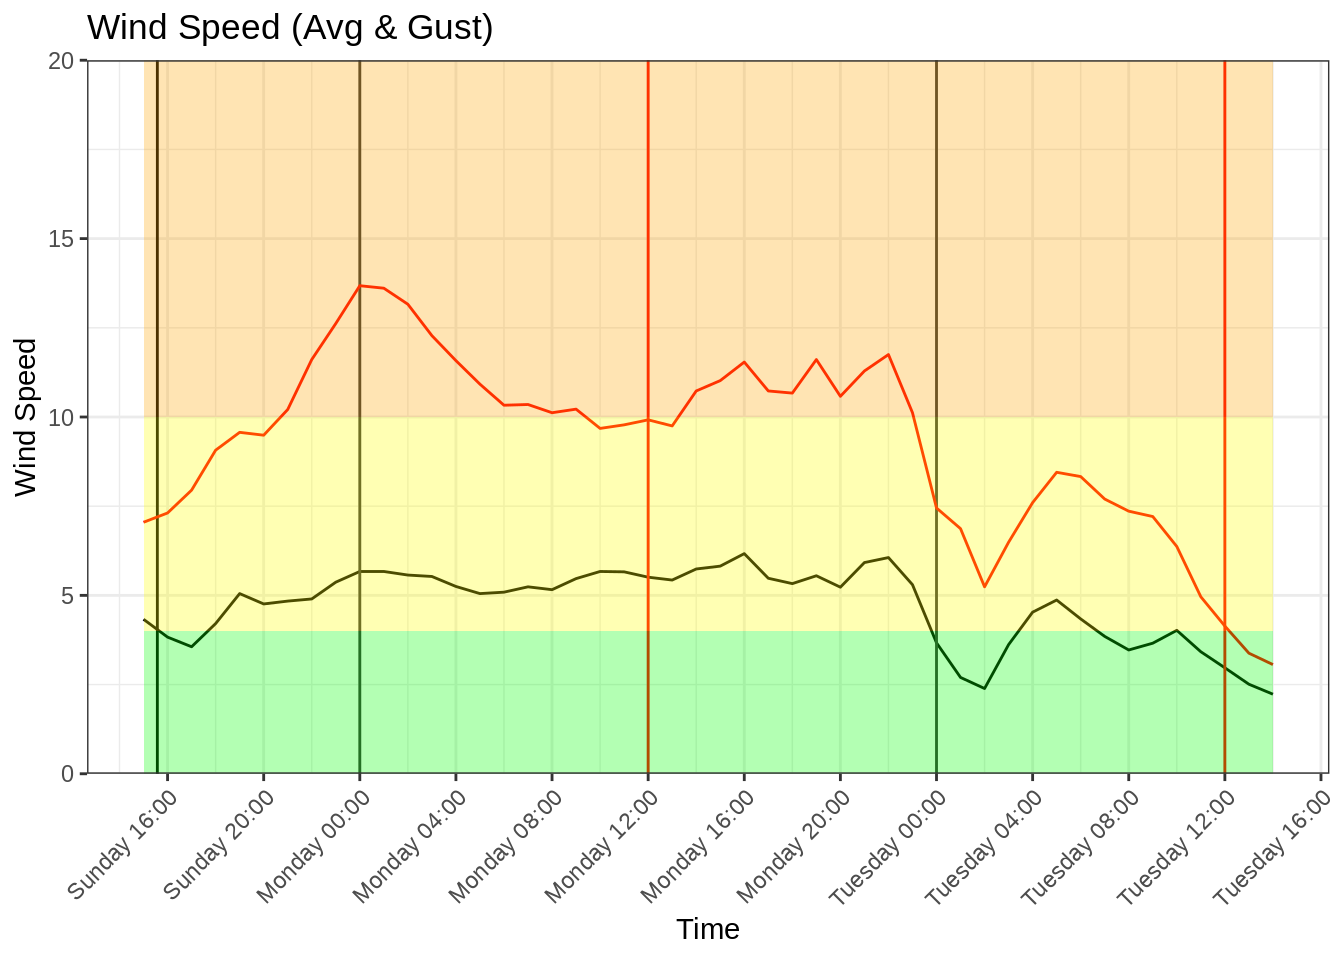 Wind Speed (Avg & Gust)
20
15
10
5
0
Wind Speed
Sunday 16:00
Sunday 20:00
Monday 00:00
Monday 04:00
Monday 08:00
Monday 12:00
Monday 16:00
Monday 20:00
Tuesday 00:00
Tuesday 04:00
Tuesday 08:00
Tuesday 12:00
Tuesday 16:00
Time